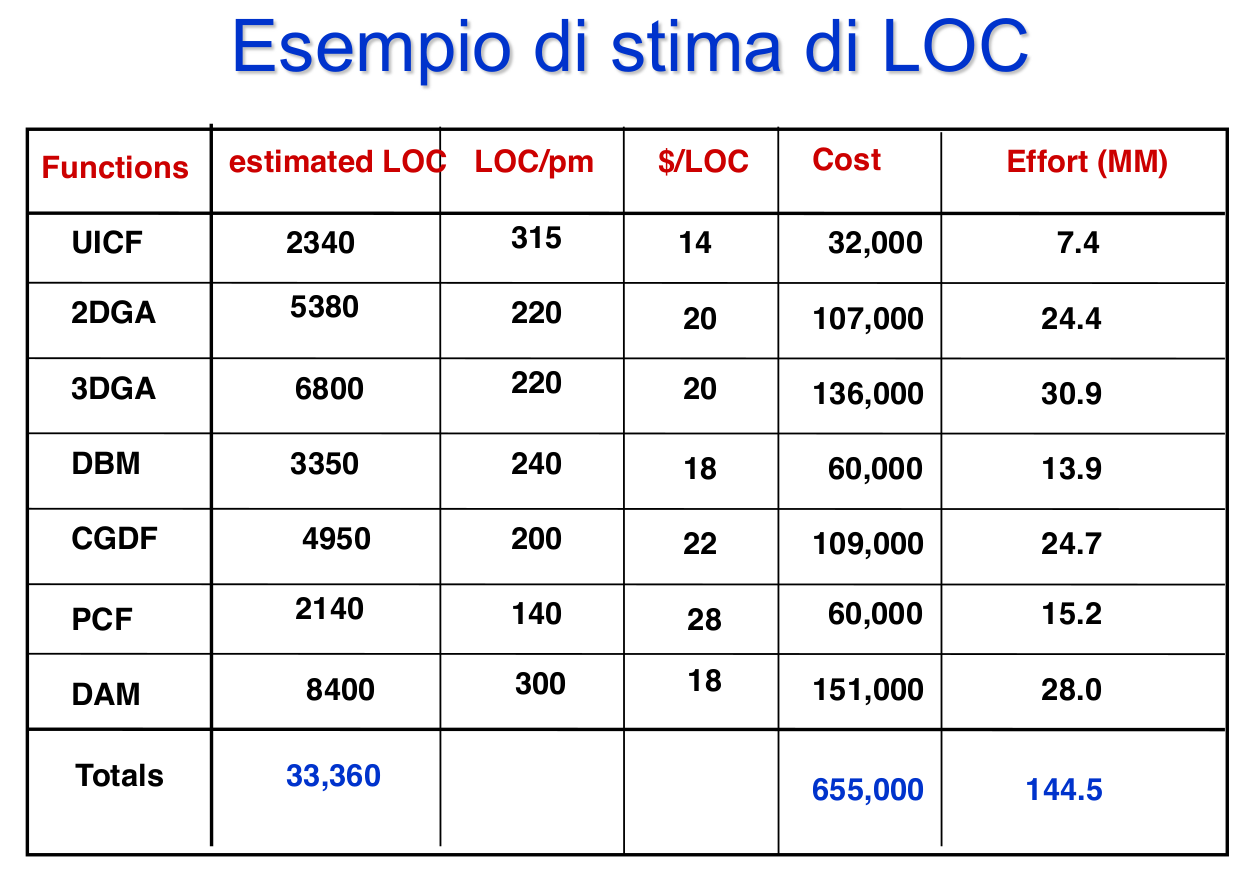 Esempio di stima di LOC
Functions estimated LOC LOC/pm $/LOC Cost Effort (MM)
UICF 2340 315 14 32,000 7.4
2DGA 5380 220 20 107,000 24.4
3DGA 6800 220 20 136,000 30.9
DBM 3350 240 18 60,000 13.9
CGDF 4950 200 22 109,000 24.7
PCF 2140 140 28 60,000 15.2
DAM 8400 300 18 151,000 28.0
Totals 33,360 655,000 144.5